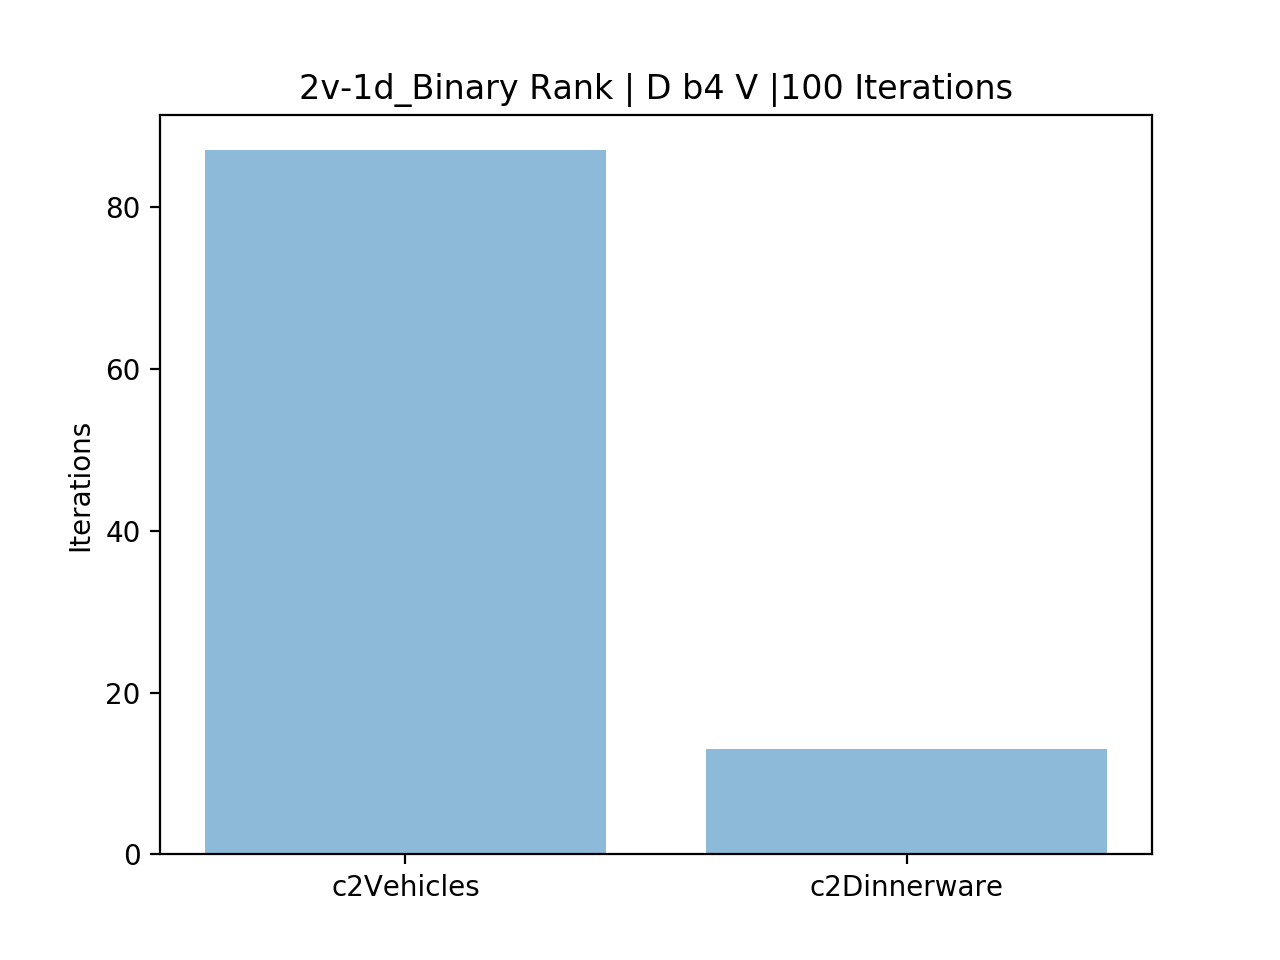 2v-1d_Binary Rank | D b4 V |100 Iterations
80
60
40
20
0
Iterations
c2Vehicles
c2Dinnerware